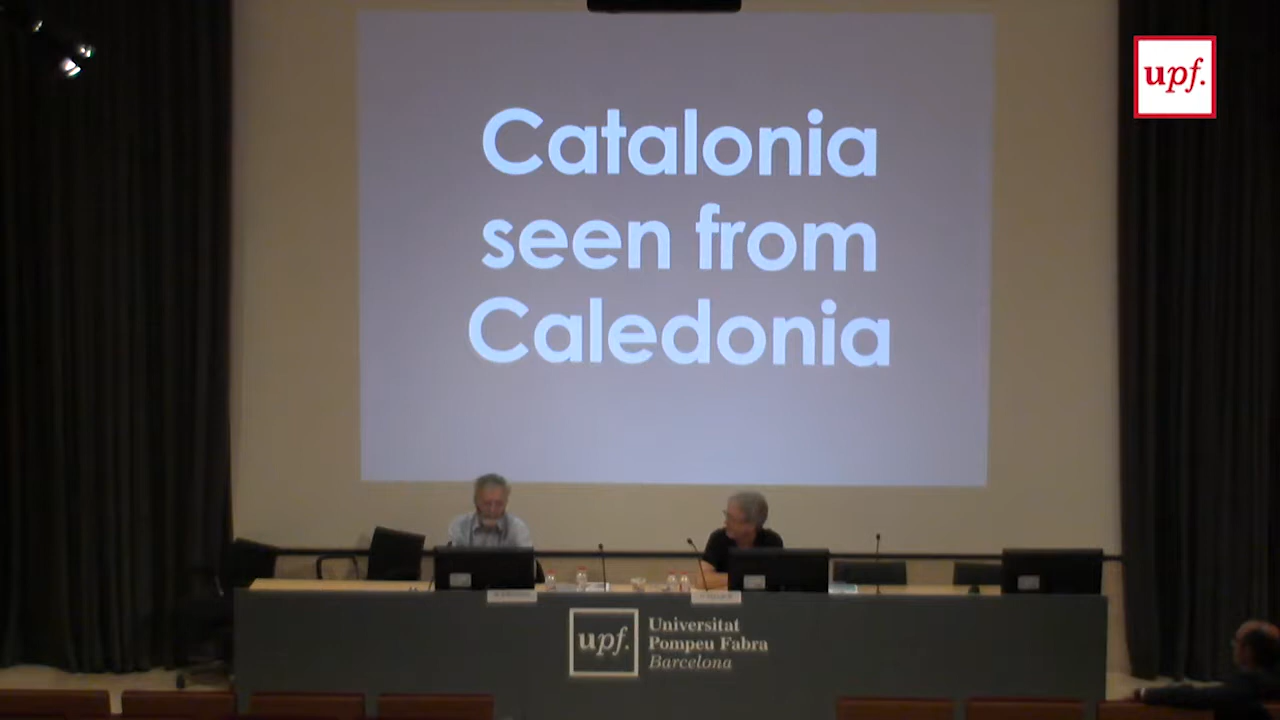 Catalonia
seen from
Caledonia
upf.
upf.
Universitat
Pompeu Fabra
Barcelona